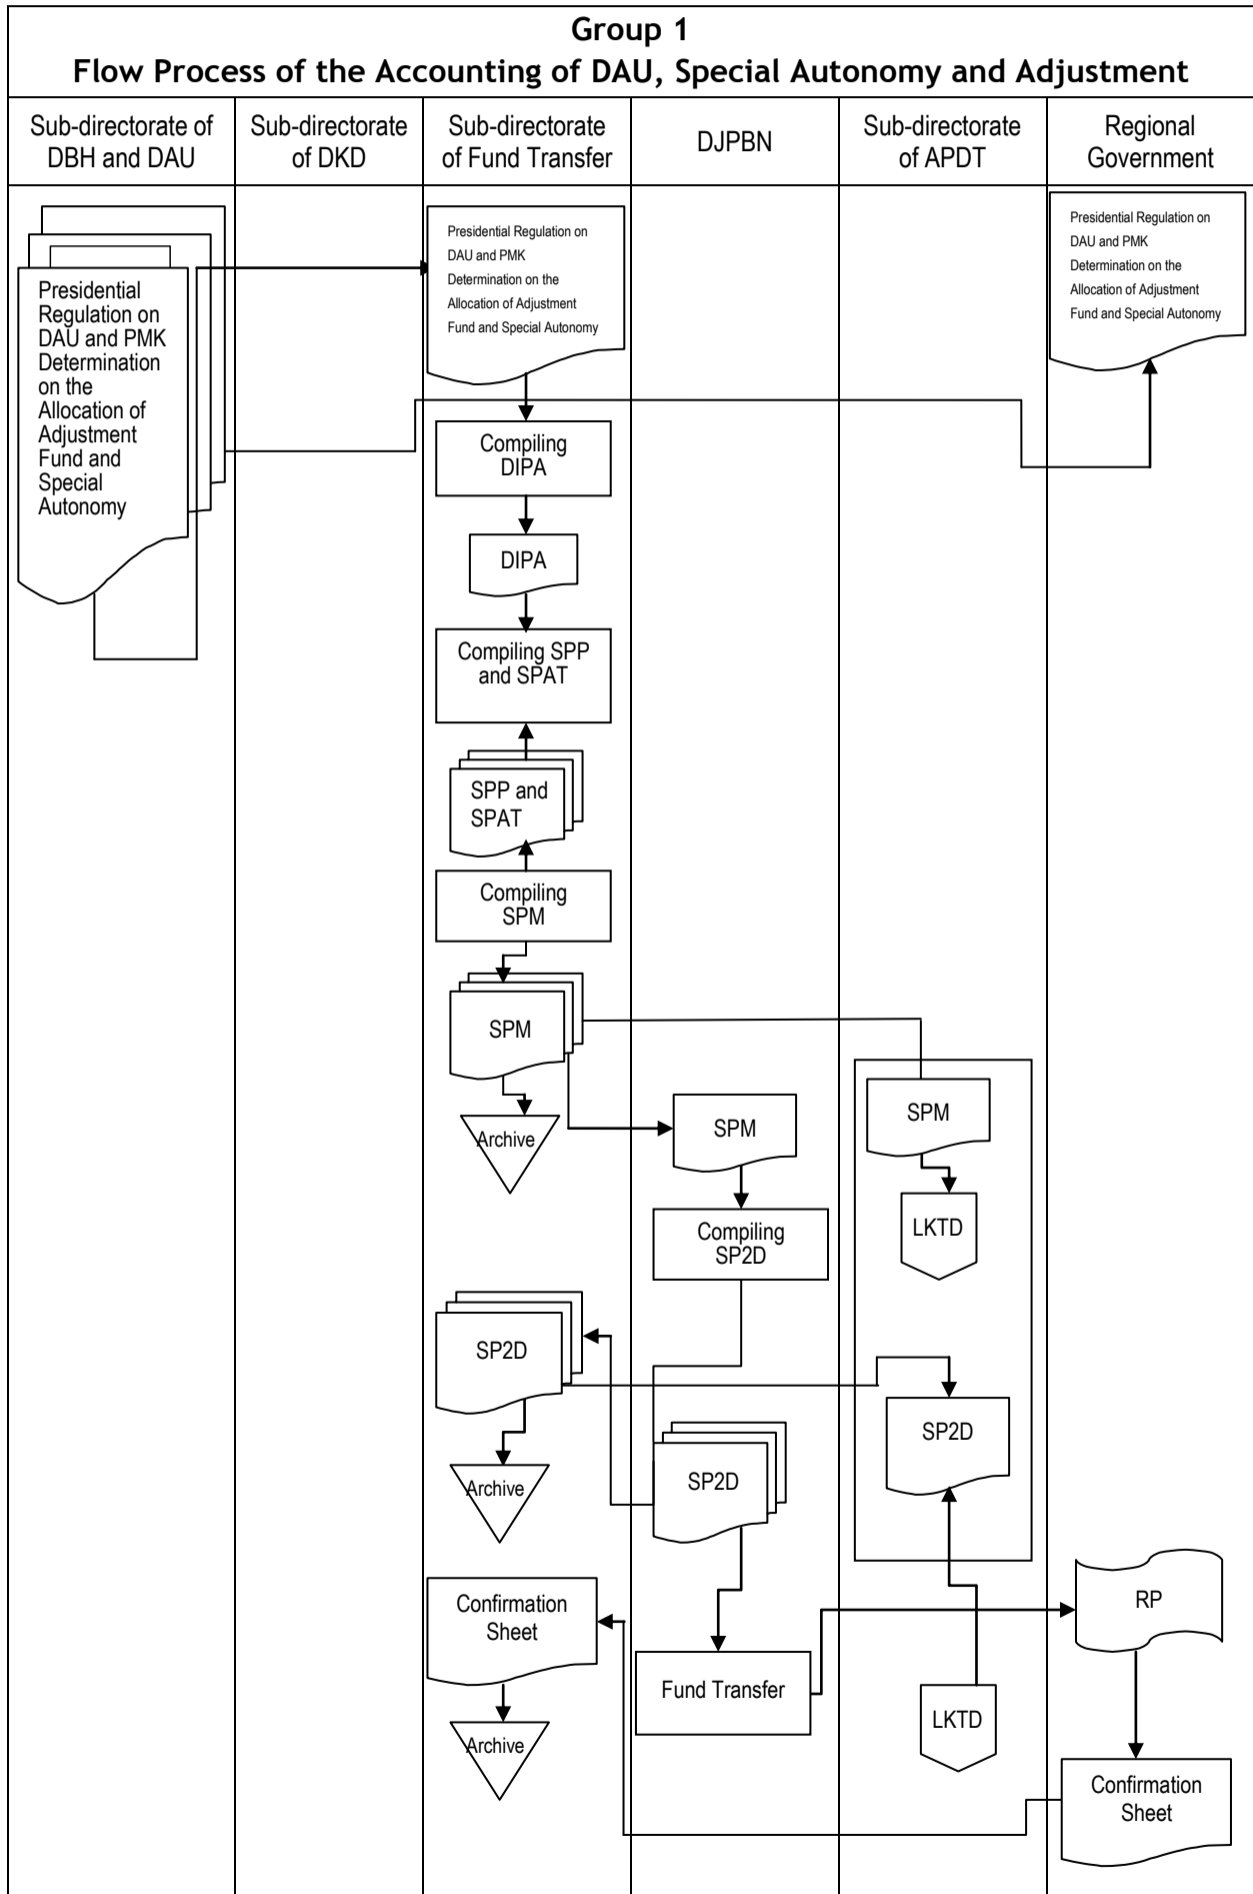 Group 1
Flow Process of the Accounting of DAU, Special Autonomy and Adjustment
Sub-directorate of
DBH and DAU
Sub-directorate
of DKD
Sub-directorate
of Fund Transfer
DJPBN
Sub-directorate
of APDT
Regional
Government
Presidential
Regulation on
DAU and PMK
Determination
on the
Allocation of
Adjustment
Fund and
Special
Autonomy
Presidential Regulation on
DAU and PMK
Determination on the
Allocation of Adjustment
Fund and Special Autonomy
Presidential Regulation on
DAU and PMK
Determination on the
Allocation of Adjustment
Fund and Special Autonomy
Compiling
DIPA
DIPA
Compiling SPP
and SPAT
SPP and
SPAT
Compiling
SPM
SPM
Archive
SPM
SPM
Compiling
SP2D
LKTD
SP2D
Archive
SP2D
SP2D
Confirmation
Sheet
Archive
Fund Transfer
LKTD
RP
Confirmation
Sheet